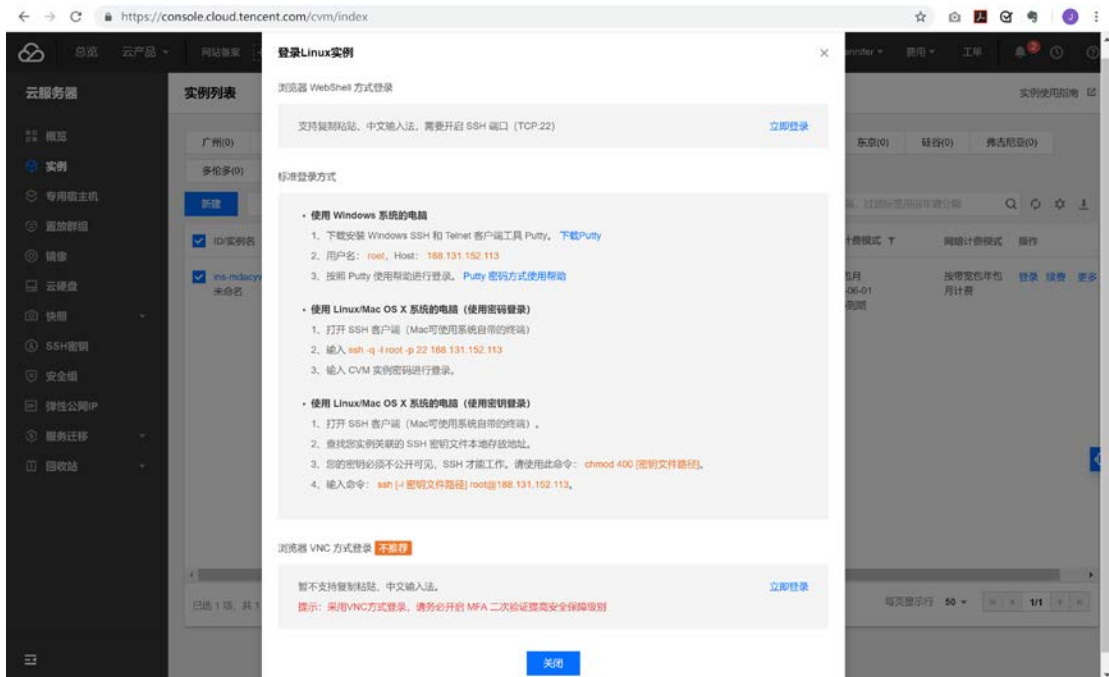 https://console.cloud.tencent.com/cvm/index
总览 云产品 网站备案 费用 工单 2
云服务器
概览
实例
专用宿主机
置放群组
镜像
云硬盘
快照
SSH密钥
安全组
弹性公网IP
服务迁移
回收站
实例列表
实例使用指南
广州(0) 东京(0) 硅谷(0) 弗吉尼亚(0)
多伦多(0)
新建
ID/实例名 网络计费模式 操作
未命名
按带宽包年包 登录 续费 更多
月计费
每页显示行 50 1/1
登录Linux实例
浏览器 WebShell 方式登录
支持复制粘贴、中文输入法，需要开启 SSH 端口（TCP:22） 立即登录
标准登录方式
使用 Windows 系统的电脑
1、下载安装 Windows SSH 和 Telnet 客户端工具 Putty。 下载Putty
2、用户名： root，Host： 188.131.152.113
3、按照 Putty 使用帮助进行登录。 Putty 密码方式使用帮助
使用 Linux/Mac OS X 系统的电脑（使用密码登录）
1、打开 SSH 客户端（Mac可使用系统自带的终端）
2、输入 ssh -q -l root -p 22 188.131.152.113
3、输入 CVM 实例密码进行登录。
使用 Linux/Mac OS X 系统的电脑（使用密钥登录）
1、打开 SSH 客户端（Mac可使用系统自带的终端）。
2、查找您实例关联的 SSH 密钥文件本地存放地址。
3、您的密钥必须不公开可见，SSH 才能工作。请使用此命令： chmod 400 [密钥文件路径]。
4、输入命令： ssh [-i 密钥文件路径] root@188.131.152.113。
浏览器 VNC 方式登录 不推荐
暂不支持复制粘贴、中文输入法。 立即登录
提示：采用VNC方式登录，请务必开启 MFA 二次验证提高安全保障级别
关闭